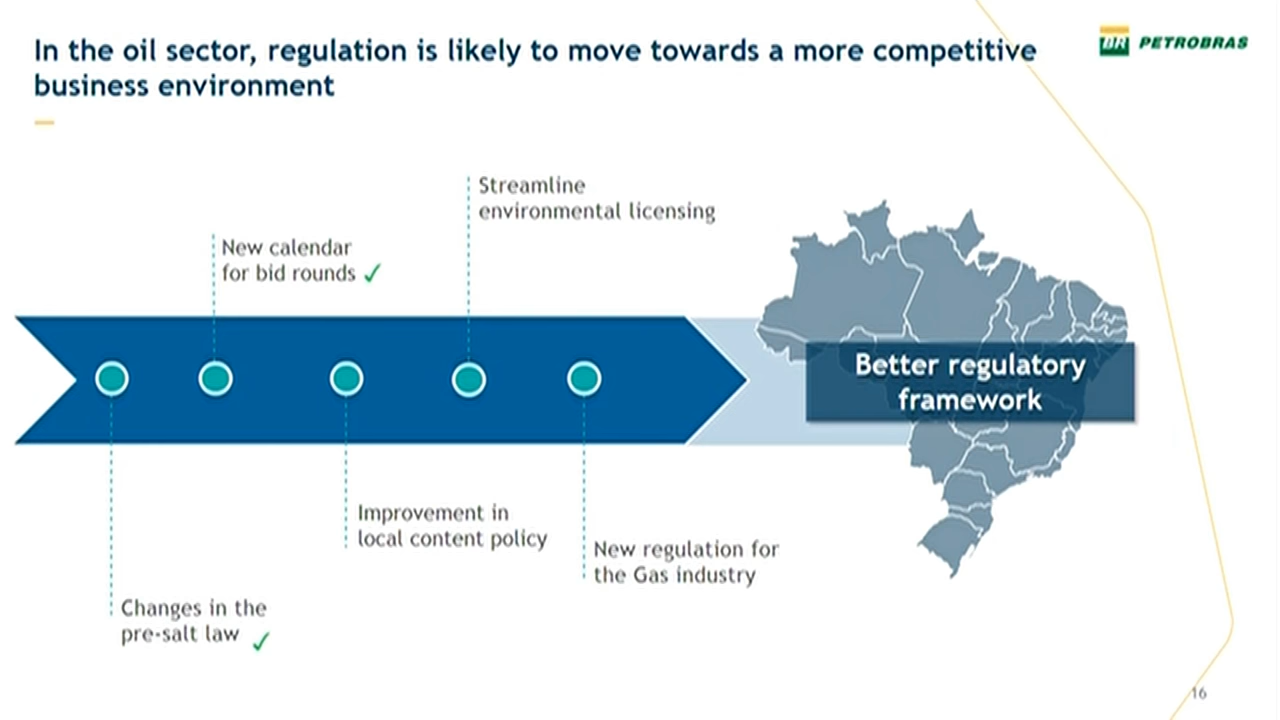 In the oil sector, regulation is likely to move towards a more competitive
business environment
BR PETROBRAS
Streamline
environmental licensing
New calendar
for bid rounds ✓
Better regulatory
framework
Improvement in
local content policy
New regulation for
the Gas industry
Changes in the
pre-salt law ✓
16